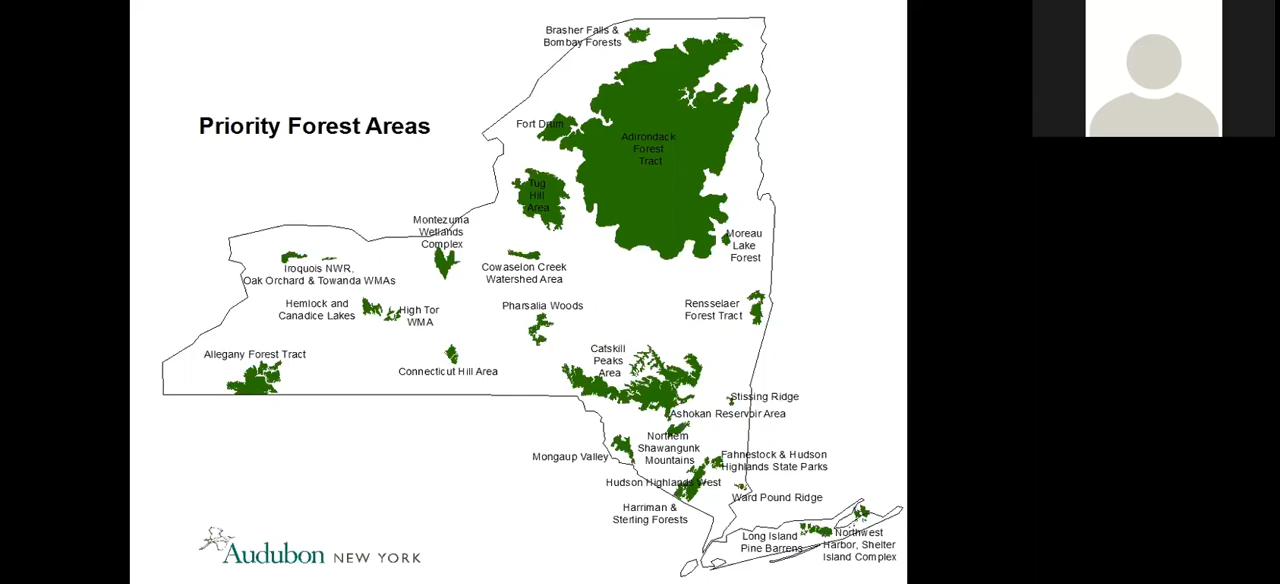 Brasher Falls &
Bombay Forests
Priority Forest Areas
Fort Drum
Adirondack
Forest
Tract
Tug
Hill
Area
Montezuma
Wetlands
Complex
Moreau
Lake
Forest
Iroquois NWR,
Oak Orchard & Towanda WMAs
Cowaselon Creek
Watershed Area
Hemlock and
Canadice Lakes
High Tor
WMA
Pharsalia Woods
Rensselaer
Forest Tract
Allegany Forest Tract
Connecticut Hill Area
Catskill
Peaks
Area
Stissing Ridge
Ashokan Reservoir Area
Northern
Shawangunk
Mountains
Mongaup Valley
Fahnestock & Hudson
Highlands State Parks
Hudson Highlands West
Ward Pound Ridge
Harriman &
Sterling Forests
Long Island
Pine Barrens
Northwest
Harbor, Shelter
Island Complex
Audubon NEW YORK